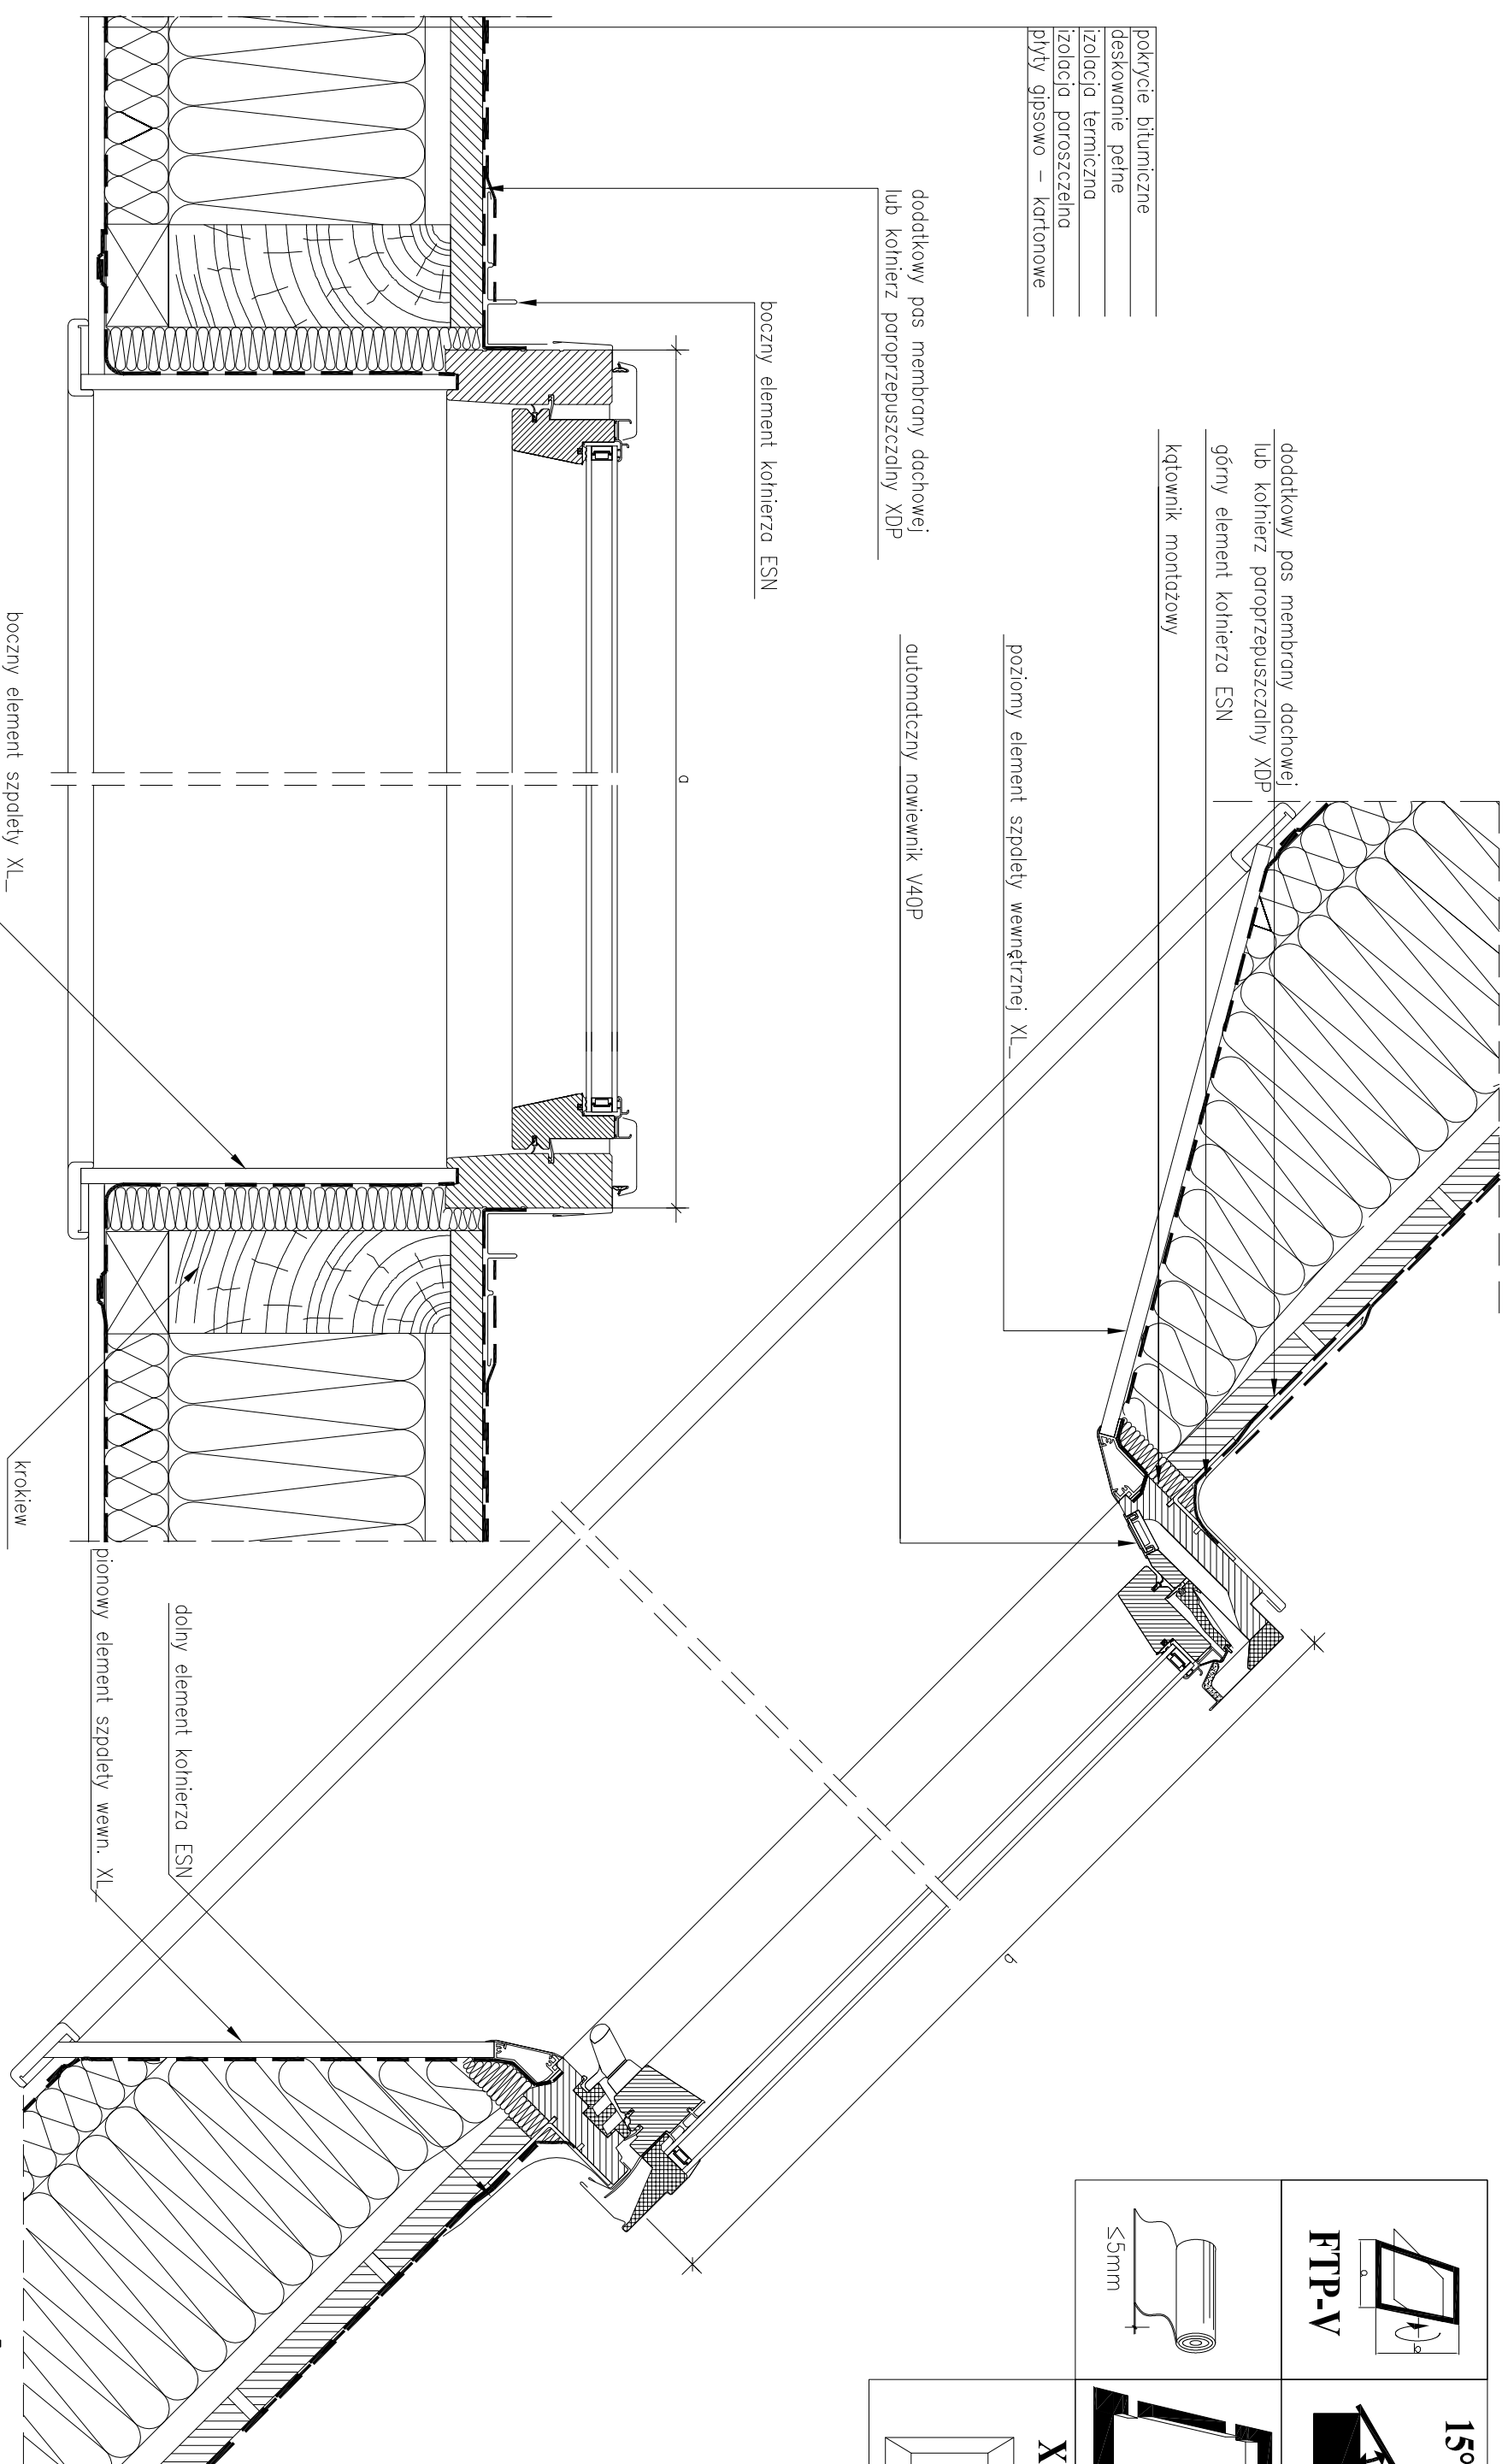 pokrycie bitumiczne
deskowanie pełne
izolacja termiczna
izolacja paroszczelna
płyty gipsowo - kartonowe
dodatkowy pas membrany dachowej
lub kołnierz paroprzepuszczalny XDP
boczny element kołnierza ESN
dodatkowy pas membrany dachowej
lub kołnierz paroprzepuszczalny XDP
górny element kołnierza ESN
kątownik montażowy
poziomy element szpalety wewnętrznej XL_
automatczny nawiewnik V40P
a
boczny element szpalety XL_
krokiew
b
dolny element kołnierza ESN
pionowy element szpalety wewn. XL_
FTP-V
a
b
15°
≤5mm
X